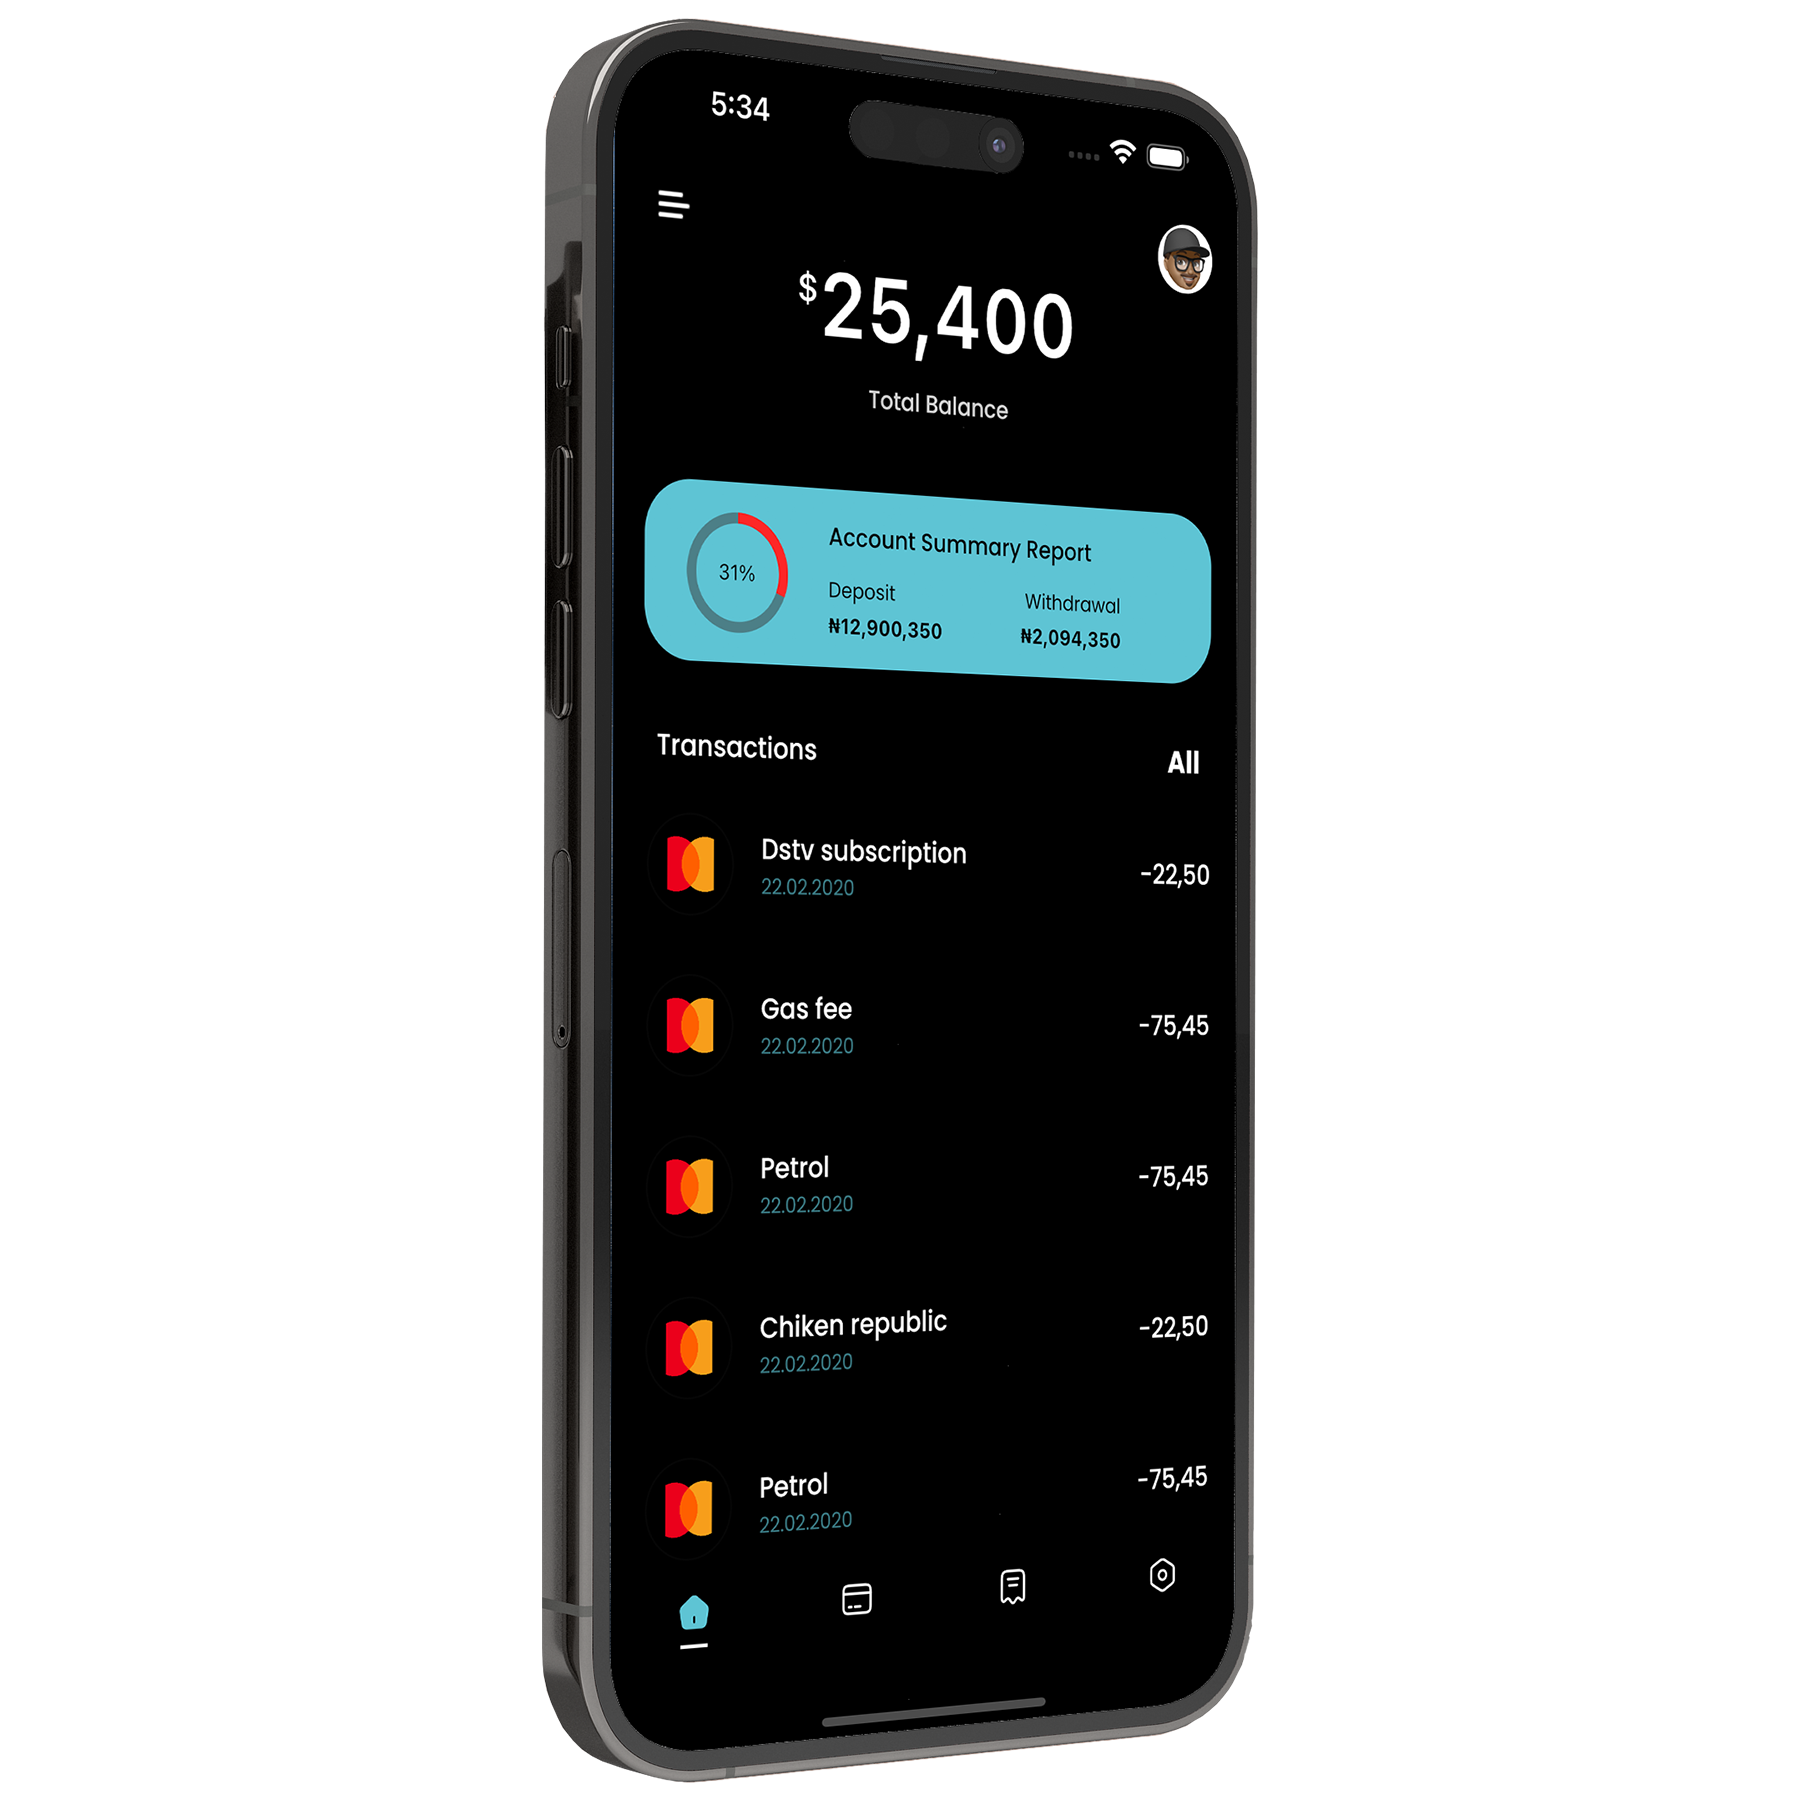 5:34
$25,400
Total Balance
31%
Account Summary Report
Deposit Withdrawal
₦12,900,350 ₦2,094,350
Transactions All
Dstv subscription
22.02.2020
-22,50
Gas fee
22.02.2020
-75,45
Petrol
22.02.2020
-75,45
Chiken republic
22.02.2020
-22,50
Petrol
22.02.2020
-75,45